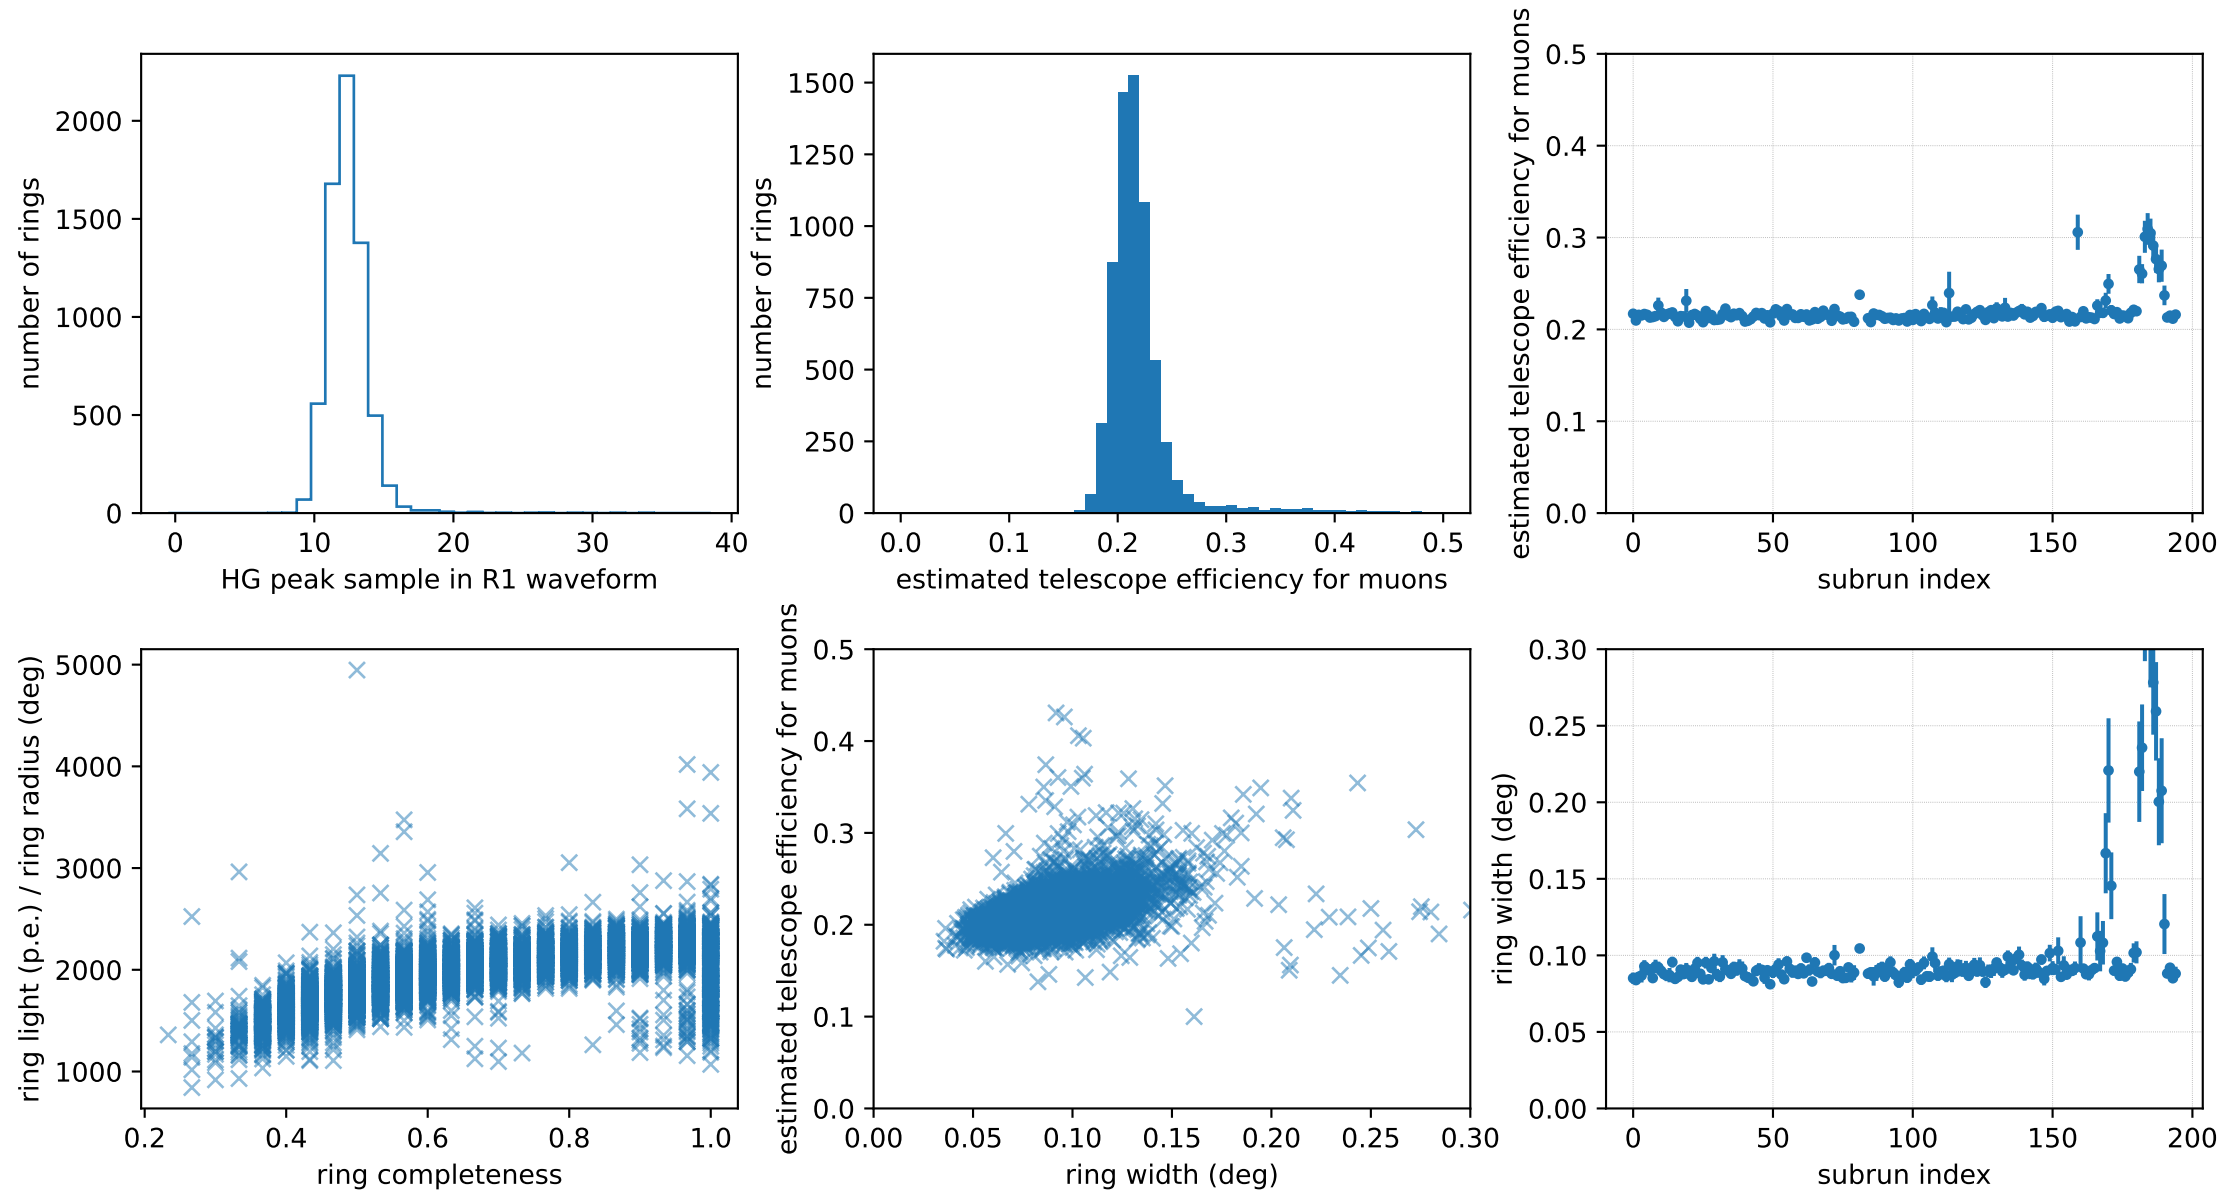 2000
1500
1000
500
0
0 10 20 30 40
number of rings
HG peak sample in R1 waveform
1500
1250
1000
750
500
250
0
0.0 0.1 0.2 0.3 0.4 0.5
number of rings
estimated telescope efficiency for muons
0.5
0.4
0.3
0.2
0.1
0.0
0 50 100 150 200
estimated telescope efficiency for muons
subrun index
5000
4000
3000
2000
1000
0.2 0.4 0.6 0.8 1.0
ring light (p.e.) / ring radius (deg)
ring completeness
0.5
0.4
0.3
0.2
0.1
0.0
0.00 0.05 0.10 0.15 0.20 0.25 0.30
estimated telescope efficiency for muons
ring width (deg)
0.30
0.25
0.20
0.15
0.10
0.05
0.00
0 50 100 150 200
ring width (deg)
subrun index